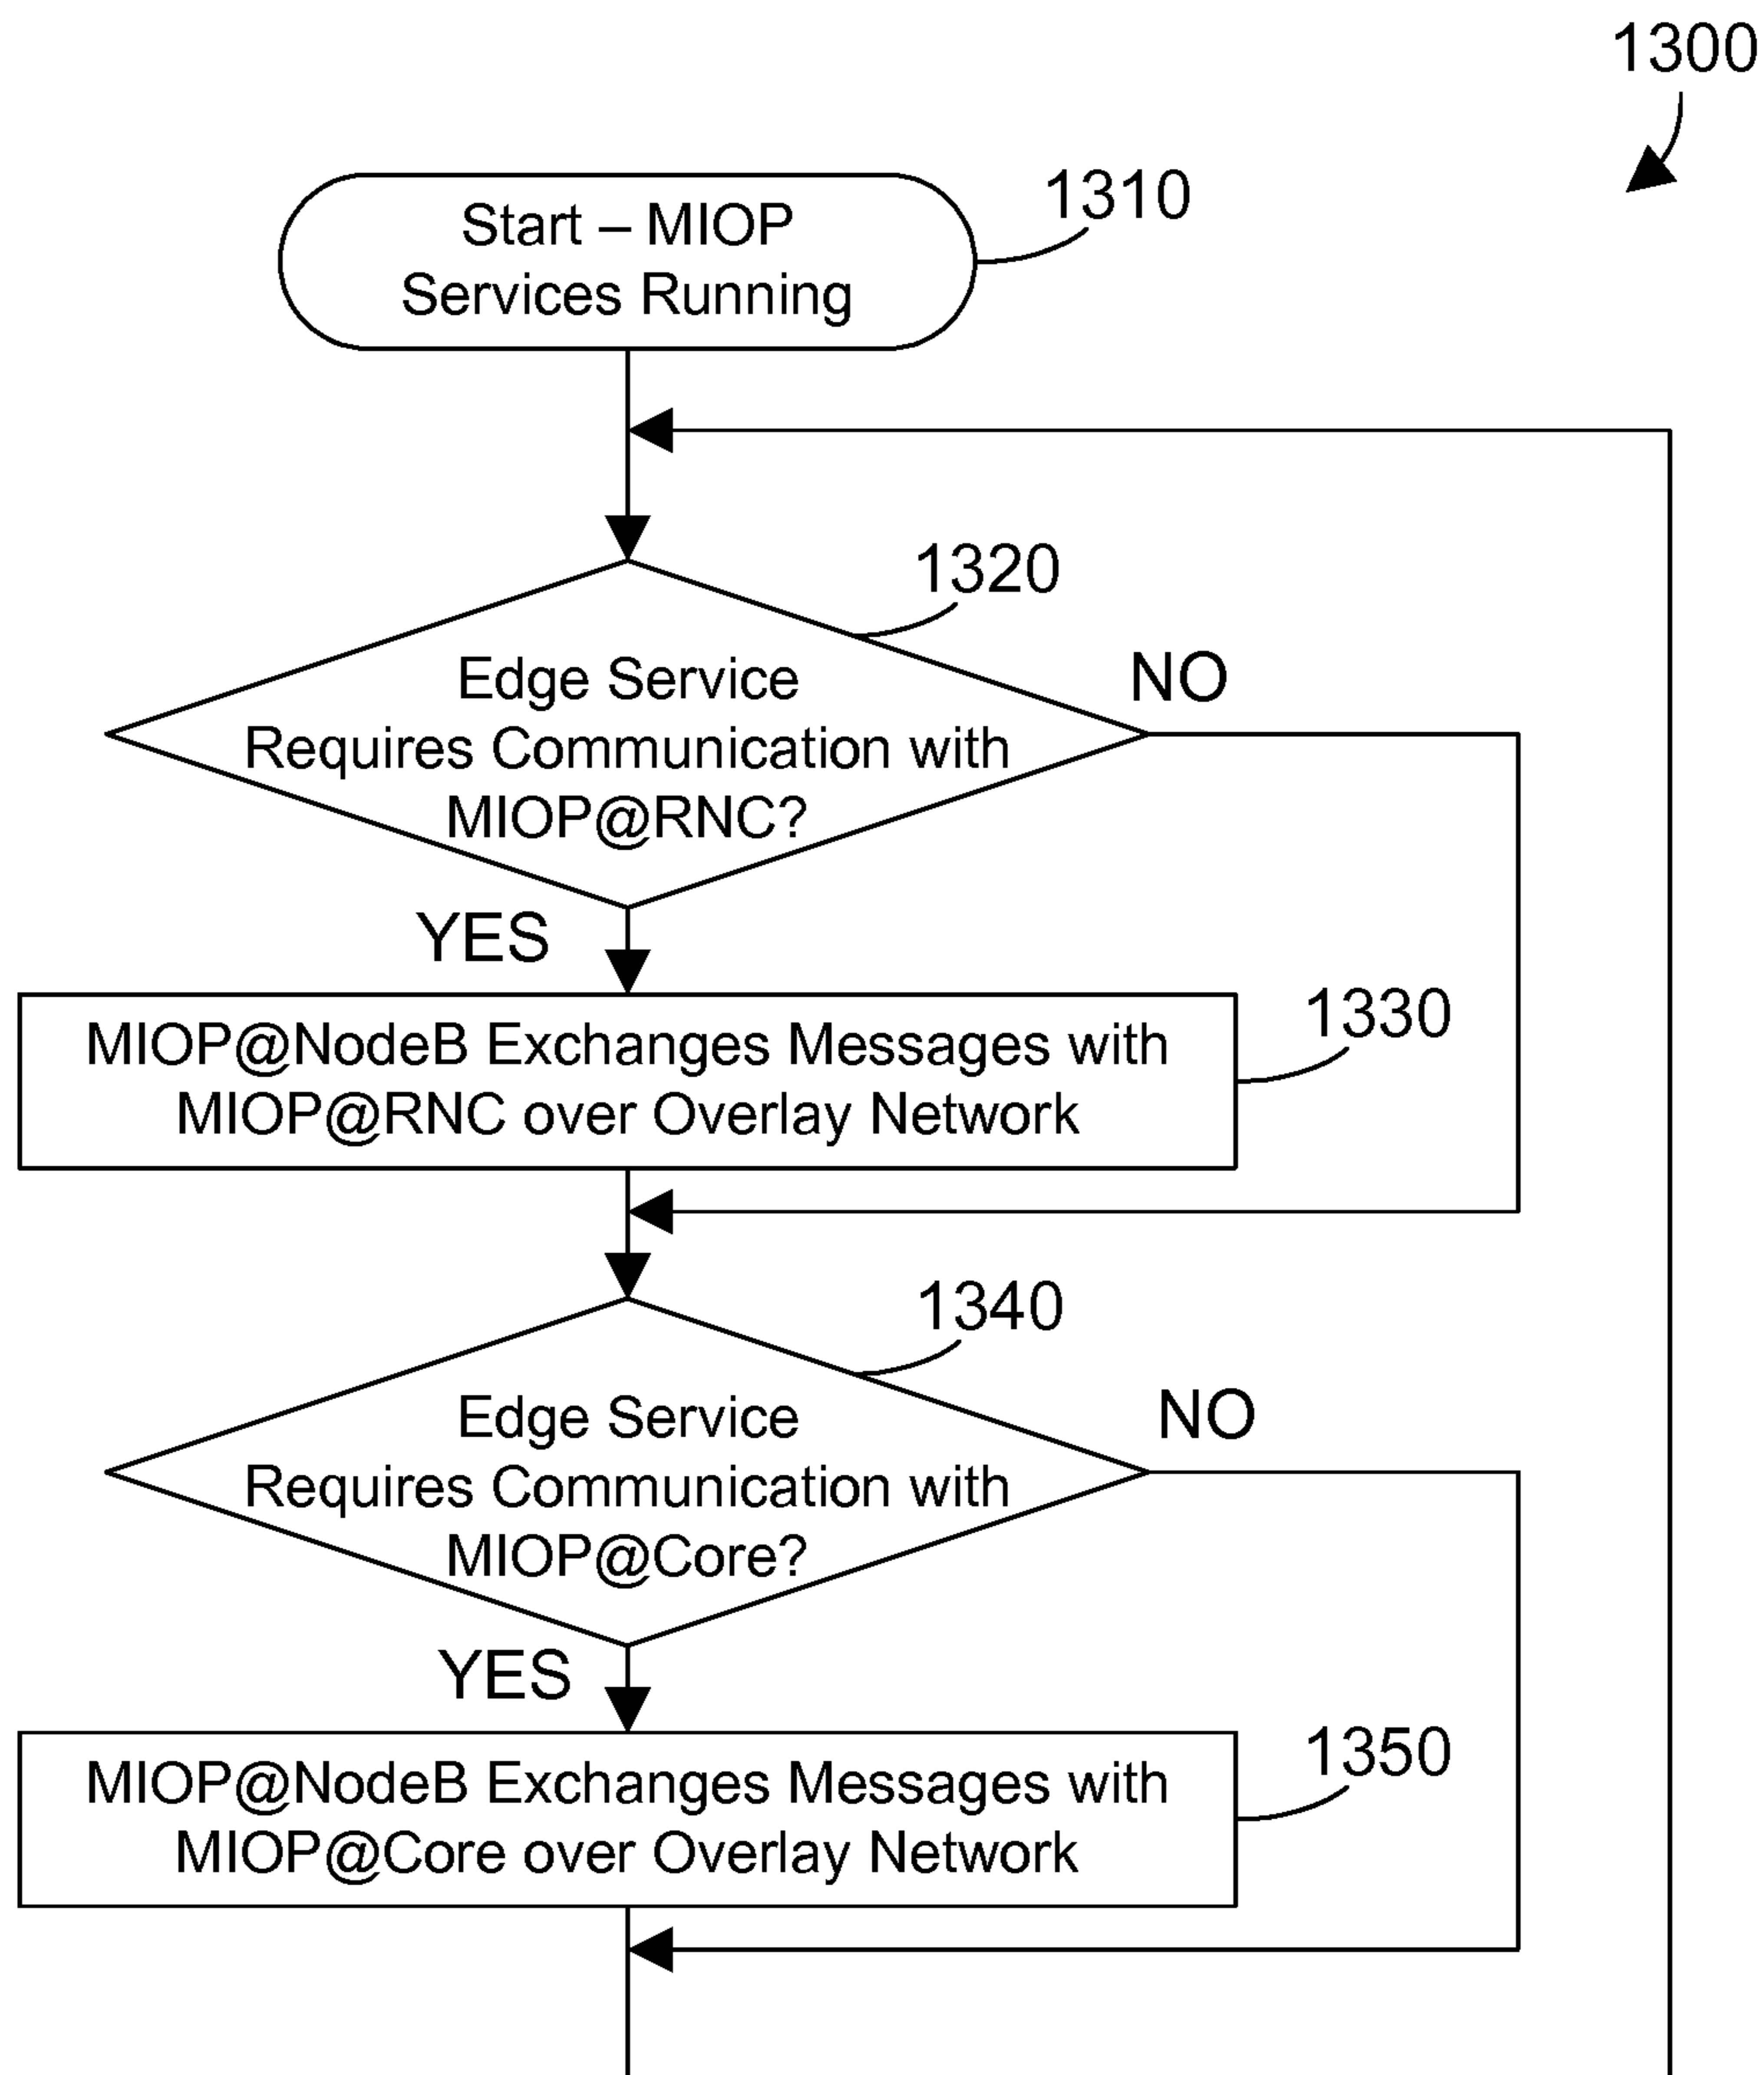 1300
1310
Start – MIOP
Services Running
1320
Edge Service
Requires Communication with
MIOP@RNC?
NO
YES
1330
MIOP@NodeB Exchanges Messages with
MIOP@RNC over Overlay Network
1340
Edge Service
Requires Communication with
MIOP@Core?
NO
YES
1350
MIOP@NodeB Exchanges Messages with
MIOP@Core over Overlay Network